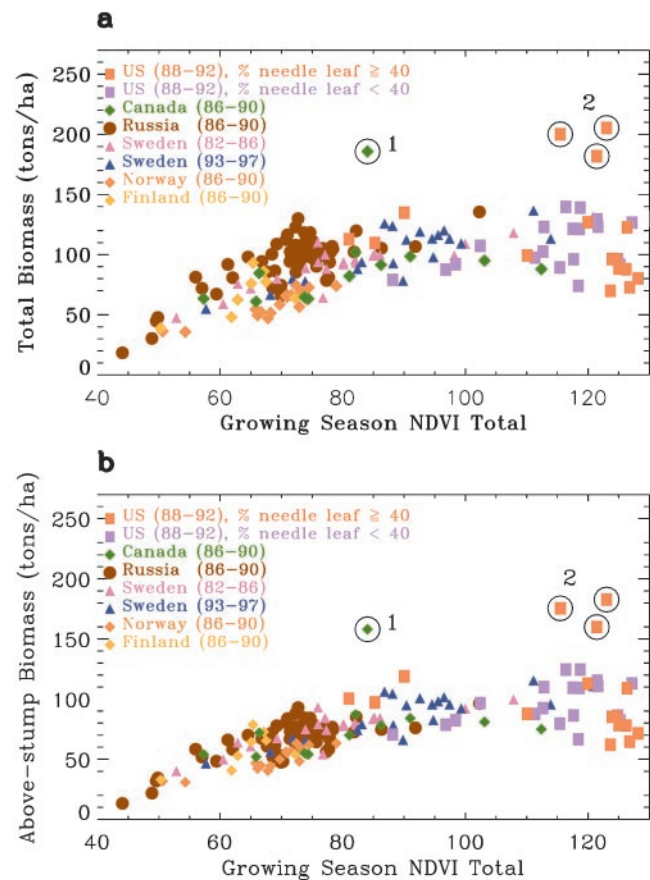 a
250
US (88-92), % needle leaf ≧ 40
US (88-92), % needle leaf < 40
Canada (86-90)
Russia (86-90)
Sweden (82-86)
Sweden (93-97)
Norway (86-90)
Finland (86-90)
1
2
200
150
100
50
0
Total Biomass (tons/ha)
40 60 80 100 120
Growing Season NDVI Total
b
250
US (88-92), % needle leaf ≧ 40
US (88-92), % needle leaf < 40
Canada (86-90)
Russia (86-90)
Sweden (82-86)
Sweden (93-97)
Norway (86-90)
Finland (86-90)
1
2
200
150
100
50
0
Above-stump Biomass (tons/ha)
40 60 80 100 120
Growing Season NDVI Total